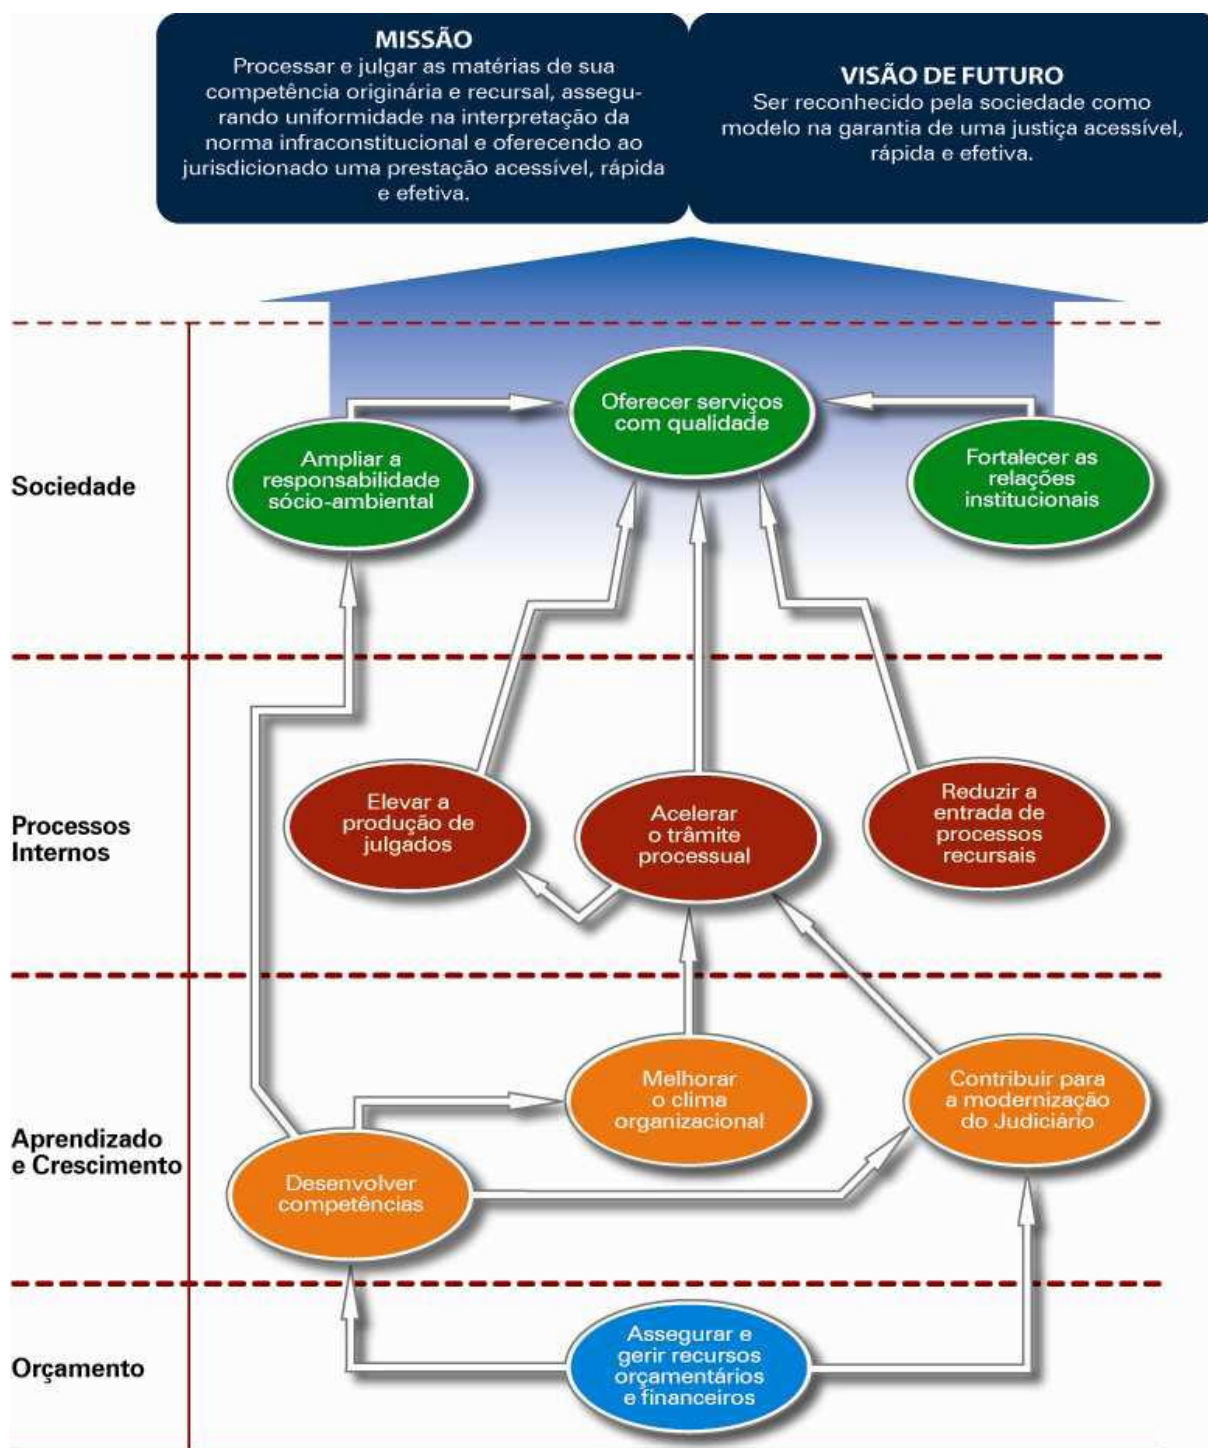 MISSÃO
Processar e julgar as matérias de sua
competência originária e recursal, assegu-
rando uniformidade na interpretação da
norma infraconstitucional e oferecendo ao
jurisdicionado uma prestação acessível, rápida
e efetiva.
VISÃO DE FUTURO
Ser reconhecido pela sociedade como
modelo na garantia de uma justiça acessível,
rápida e efetiva.
Sociedade
Oferecer serviços
com qualidade
Ampliar a
responsabilidade
sócio-ambiental
Fortalecer as
relações
institucionais
Processos
Internos
Elevar a
produção de
julgados
Acelerar
o trâmite
processual
Reduzir a
entrada de
processos
recursais
Aprendizado
e Crescimento
Melhorar
o clima
organizacional
Contribuir para
a modernização
do Judiciário
Desenvolver
competências
Orçamento
Assegurar e
gerir recursos
orçamentários
e financeiros